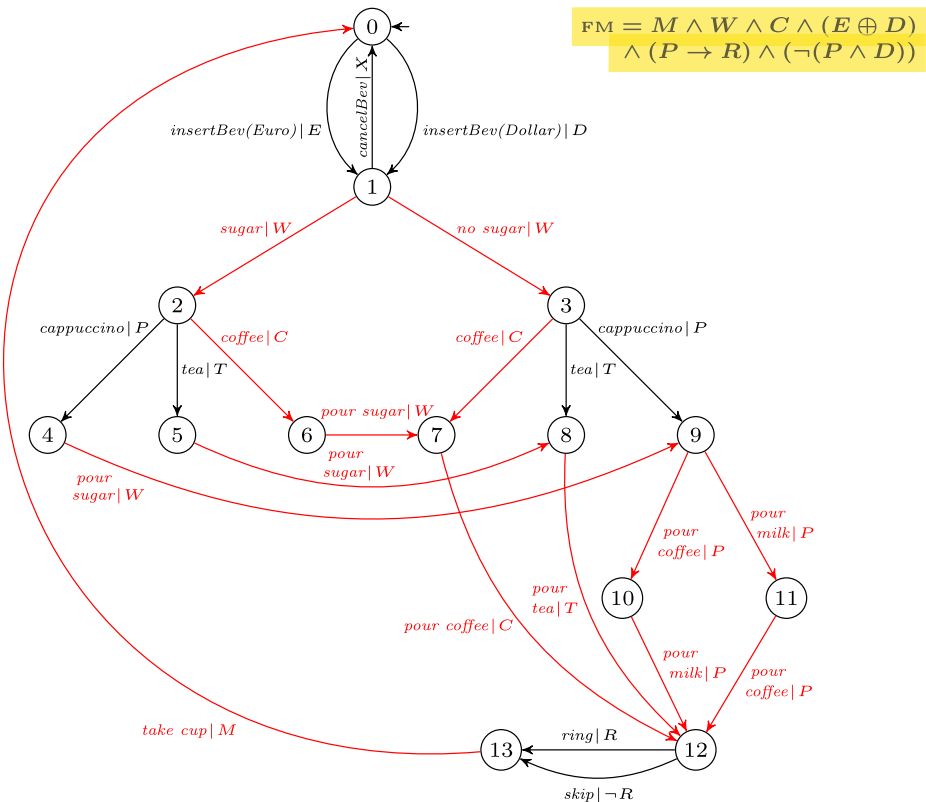 0
FM = M ∧ W ∧ C ∧ (E ⊕ D)
∧ (P → R) ∧ (¬(P ∧ D))
cancelBev| X
insertBev(Euro)| E
insertBev(Dollar)| D
1
sugar| W
no sugar| W
2
3
cappuccino| P
coffee| C
coffee| C
cappuccino| P
tea| T
tea| T
pour sugar| W
4
5
6
7
8
9
pour
sugar| W
pour
sugar| W
pour
milk| P
pour
coffee| P
10
11
pour
tea| T
pour coffee| C
pour
milk| P
pour
coffee| P
take cup| M
ring| R
13
12
skip| ¬R